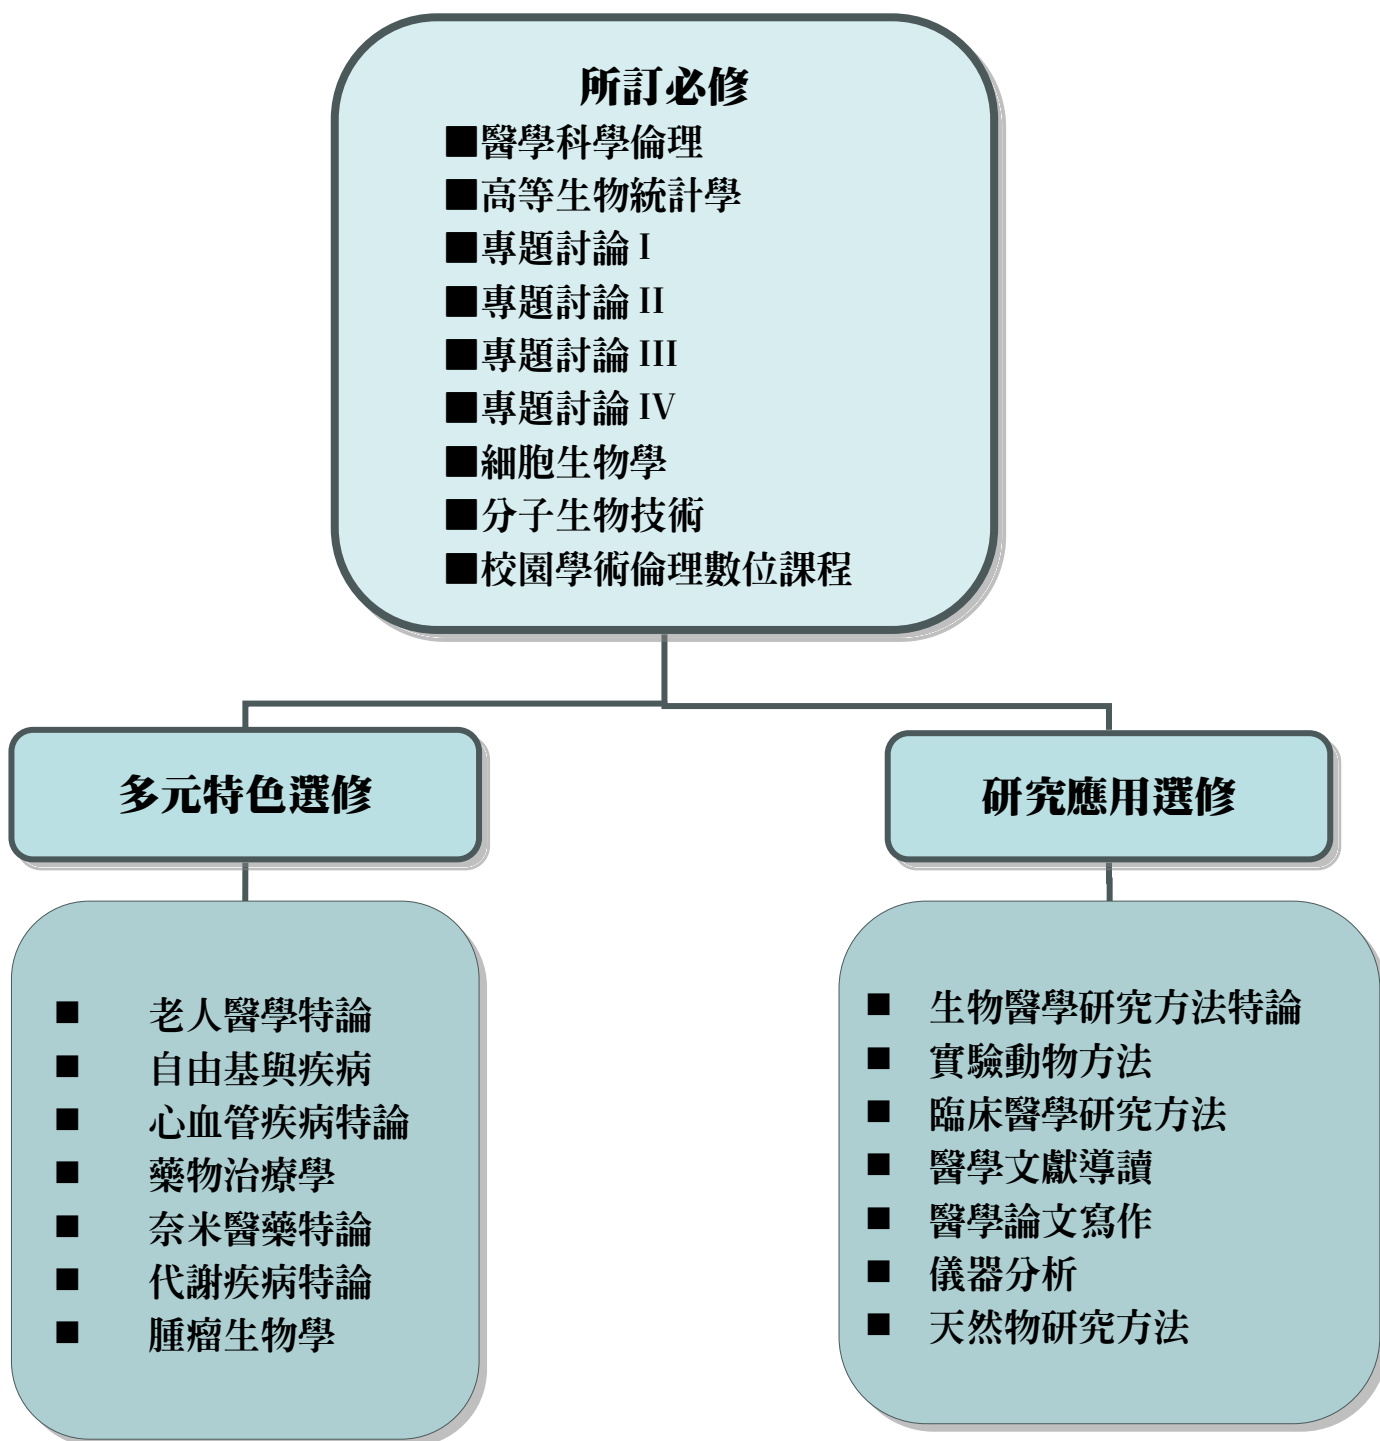 所訂必修
■醫學科學倫理
■高等生物統計學
■專題討論 I
■專題討論 II
■專題討論 III
■專題討論 IV
■細胞生物學
■分子生物技術
■校園學術倫理數位課程
多元特色選修
研究應用選修
■ 老人醫學特論
■ 自由基與疾病
■ 心血管疾病特論
■ 藥物治療學
■ 奈米醫藥特論
■ 代謝疾病特論
■ 腫瘤生物學
■ 生物醫學研究方法特論
■ 實驗動物方法
■ 臨床醫學研究方法
■ 醫學文獻導讀
■ 醫學論文寫作
■ 儀器分析
■ 天然物研究方法